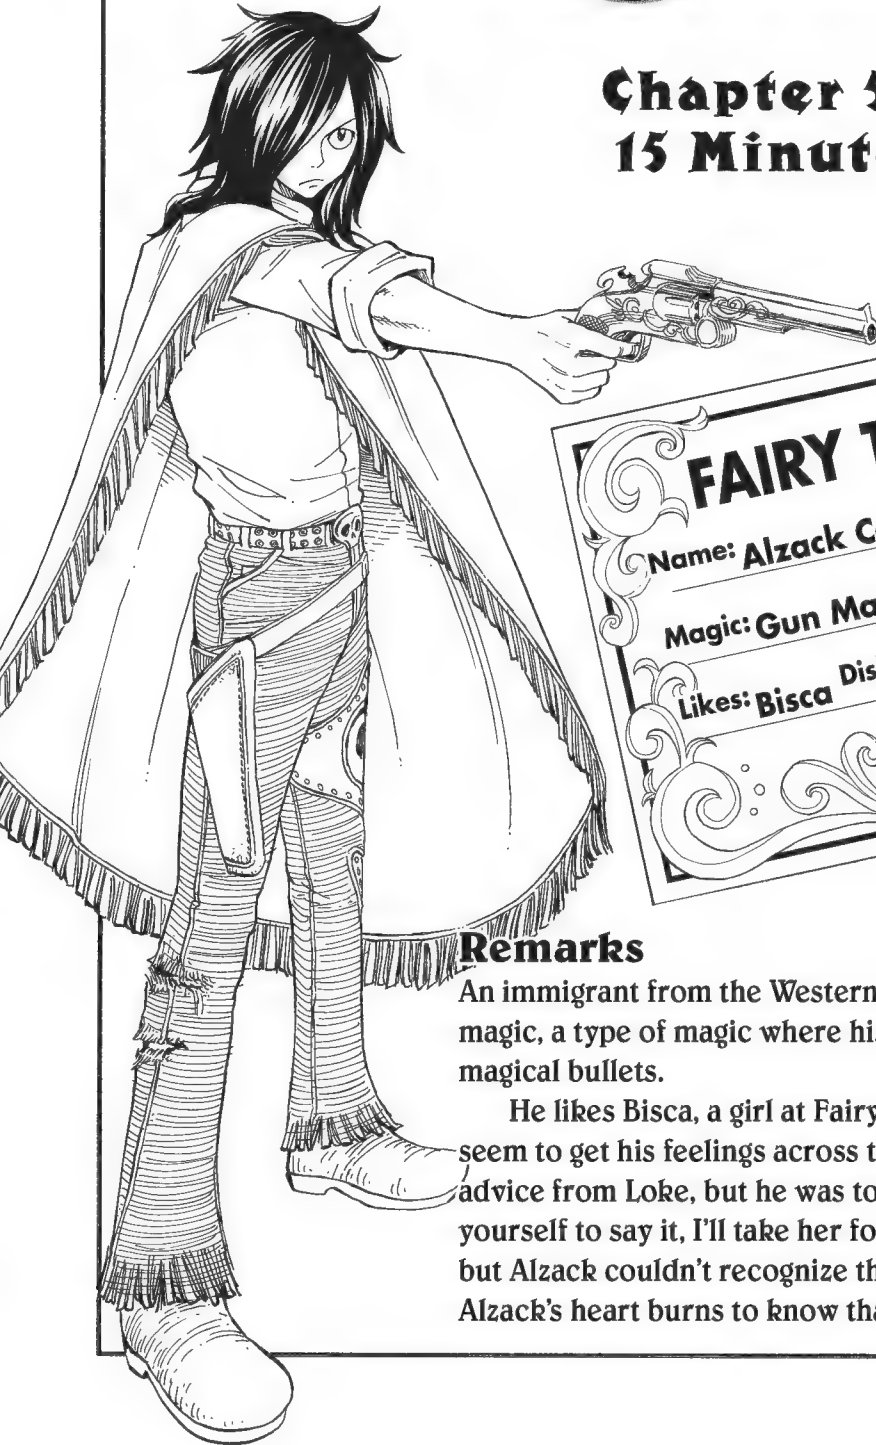 Chapter 5
15 Minut
FAIRY T
Name: Alzack C
Magic: Gun Ma
Likes: Bisca Dis
Remarks
An immigrant from the Western
magic, a type of magic where hi
magical bullets.
He likes Bisca, a girl at Fairy
seem to get his feelings across t
advice from Loke, but he was to
yourself to say it, I'll take her fo
but Alzack couldn't recognize th
Alzack's heart burns to know tha